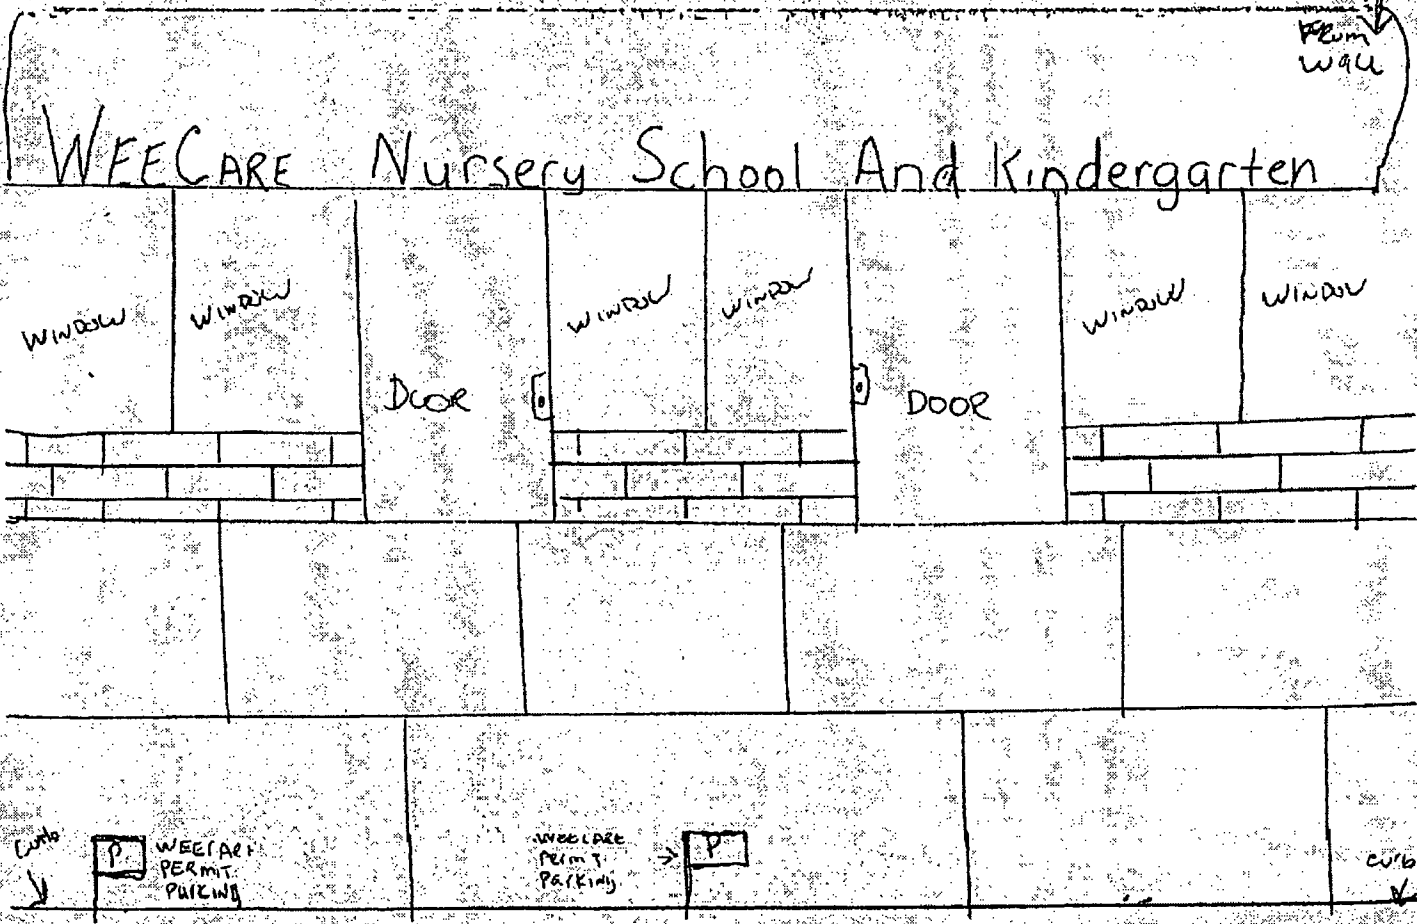 From
Wall
WEECARE Nursery School And Kindergarten
WINDOW WINDOW WINDOW WINDOW WINDOW WINDOW
DOOR DOOR
curb
P WEECARE
PERMIT
PARKING
WEECARE
Permit
Parking
P
curb